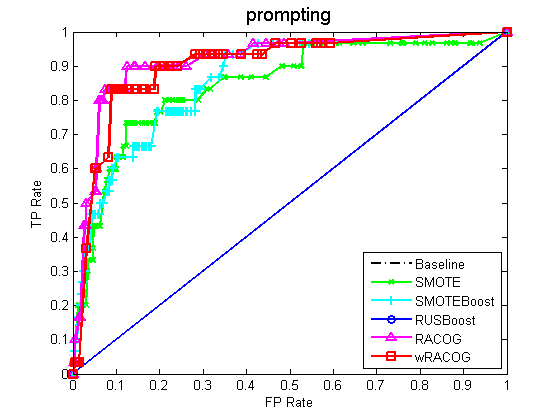 prompting
1
0.9
0.8
0.7
0.6
0.5
0.4
0.3
0.2
0.1
0
TP Rate
0 0.1 0.2 0.3 0.4 0.5 0.6 0.7 0.8 0.9 1
FP Rate
Baseline
SMOTE
SMOTEBoost
RUSBoost
RACOG
wRACOG